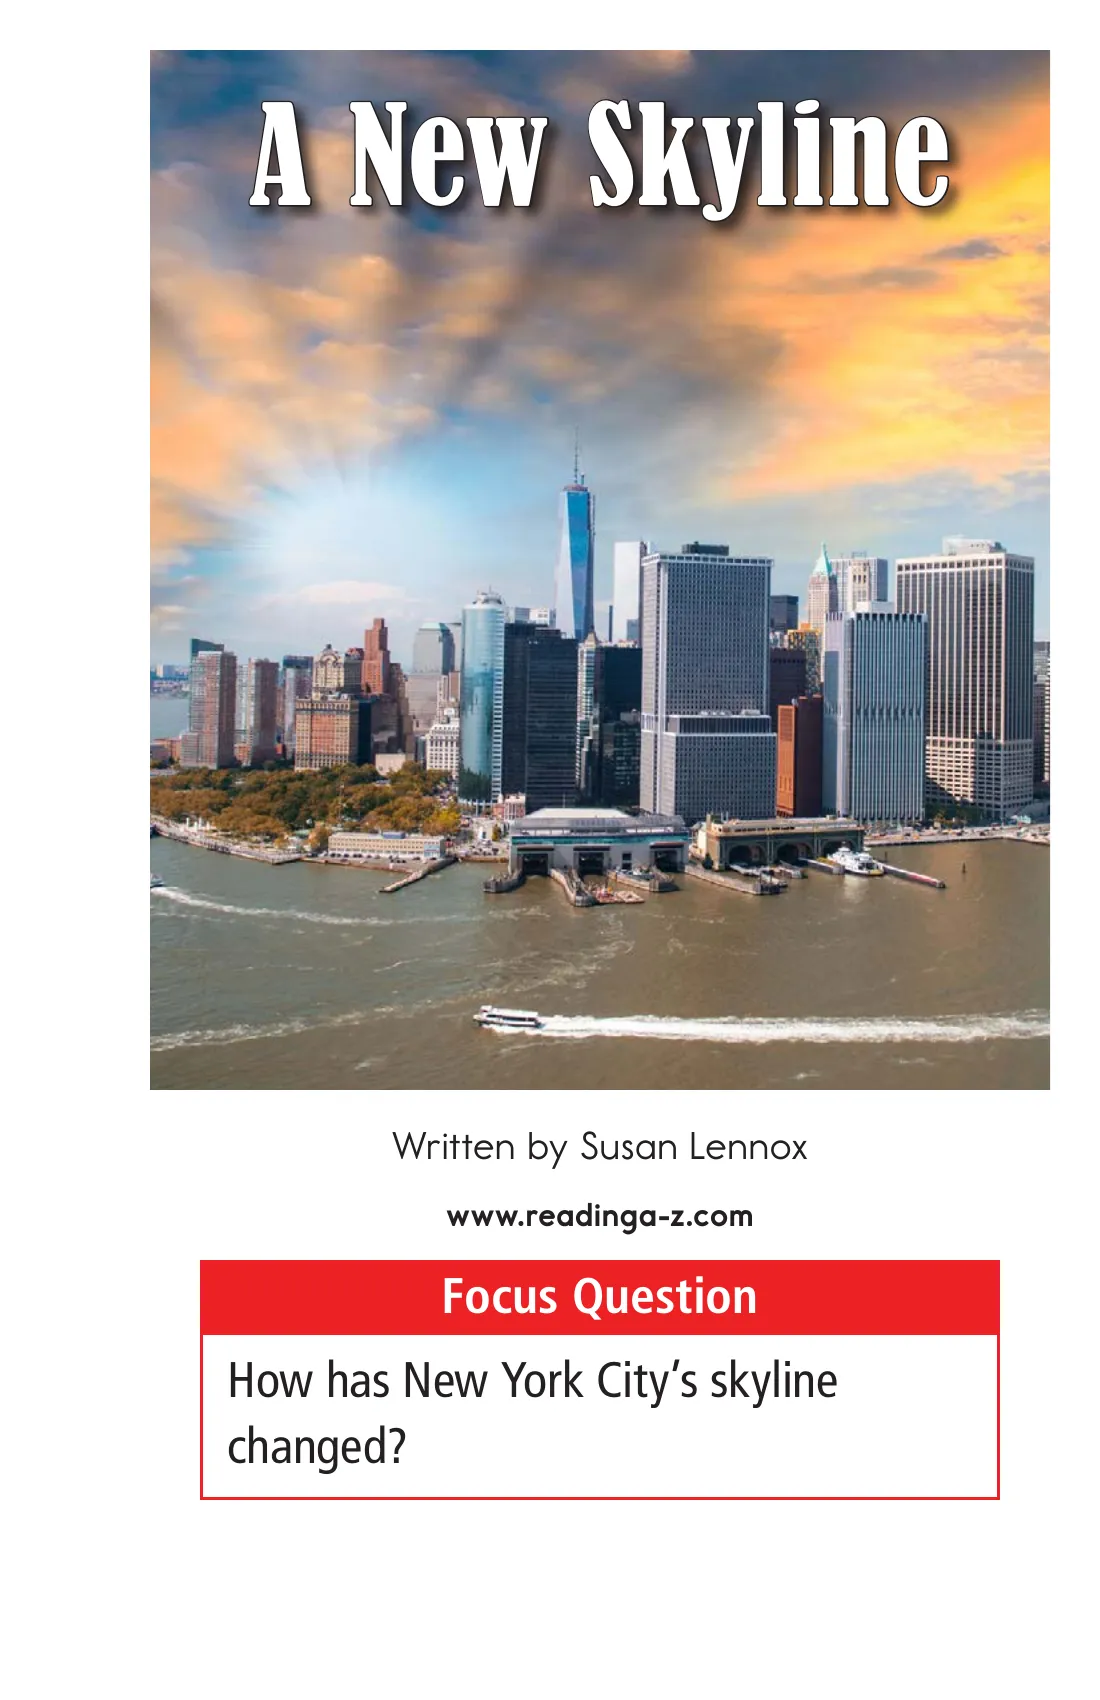 A New Skyline
Written by Susan Lennox
www.readinga-z.com
Focus Question
How has New York City’s skyline
changed?